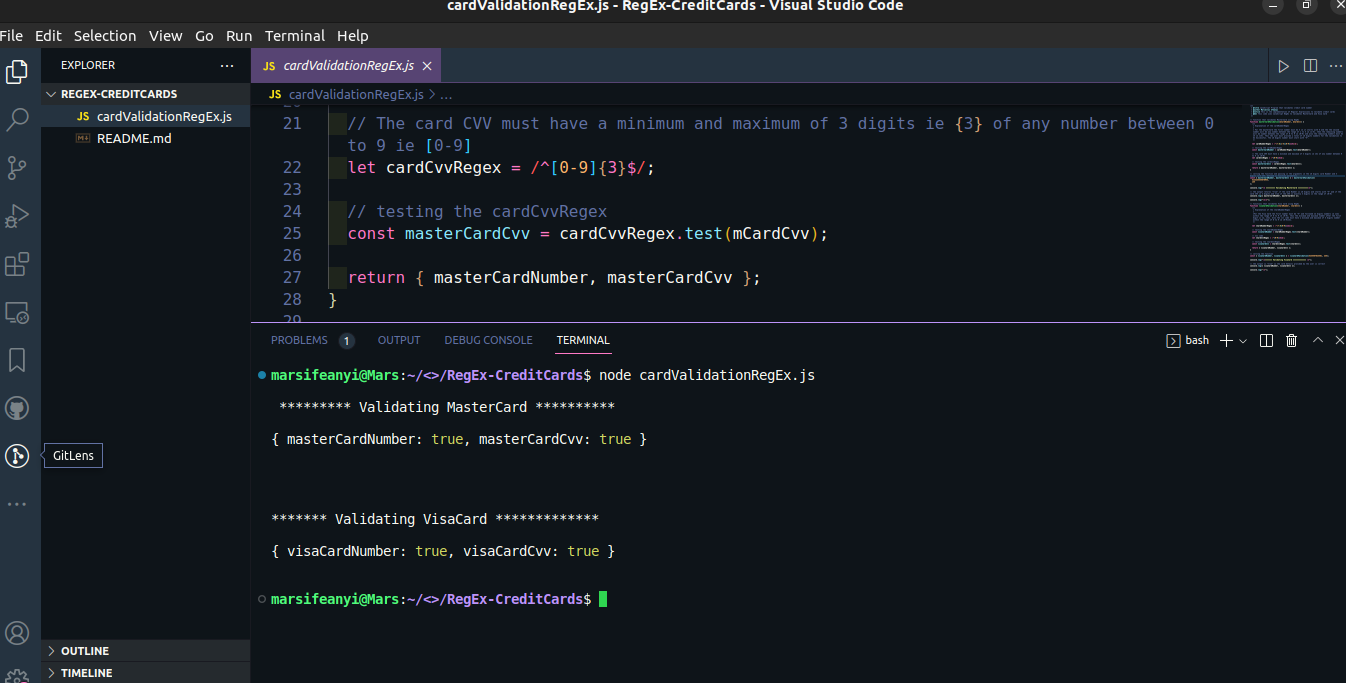 cardValidationRegEx.js - RegEx-CreditCards - Visual Studio Code
File Edit Selection View Go Run Terminal Help
EXPLORER
REGEX-CREDITCARDS
JS cardValidationRegEx.js
README.md
JS cardValidationRegEx.js
JS cardValidationRegEx.js > ...
21 // The card CVV must have a minimum and maximum of 3 digits ie {3} of any number between 0
to 9 ie [0-9]
22 let cardCvvRegex = /^[0-9]{3}$/;
23
24 // testing the cardCvvRegex
25 const masterCardCvv = cardCvvRegex.test(mCardCvv);
26
27 return { masterCardNumber, masterCardCvv };
28 }
29
PROBLEMS 1 OUTPUT DEBUG CONSOLE TERMINAL
bash
marsifeanyi@Mars:~/<>/RegEx-CreditCards$ node cardValidationRegEx.js
********* Validating MasterCard **********
{ masterCardNumber: true, masterCardCvv: true }
******* Validating VisaCard *************
{ visaCardNumber: true, visaCardCvv: true }
marsifeanyi@Mars:~/<>/RegEx-CreditCards$
GitLens
OUTLINE
TIMELINE